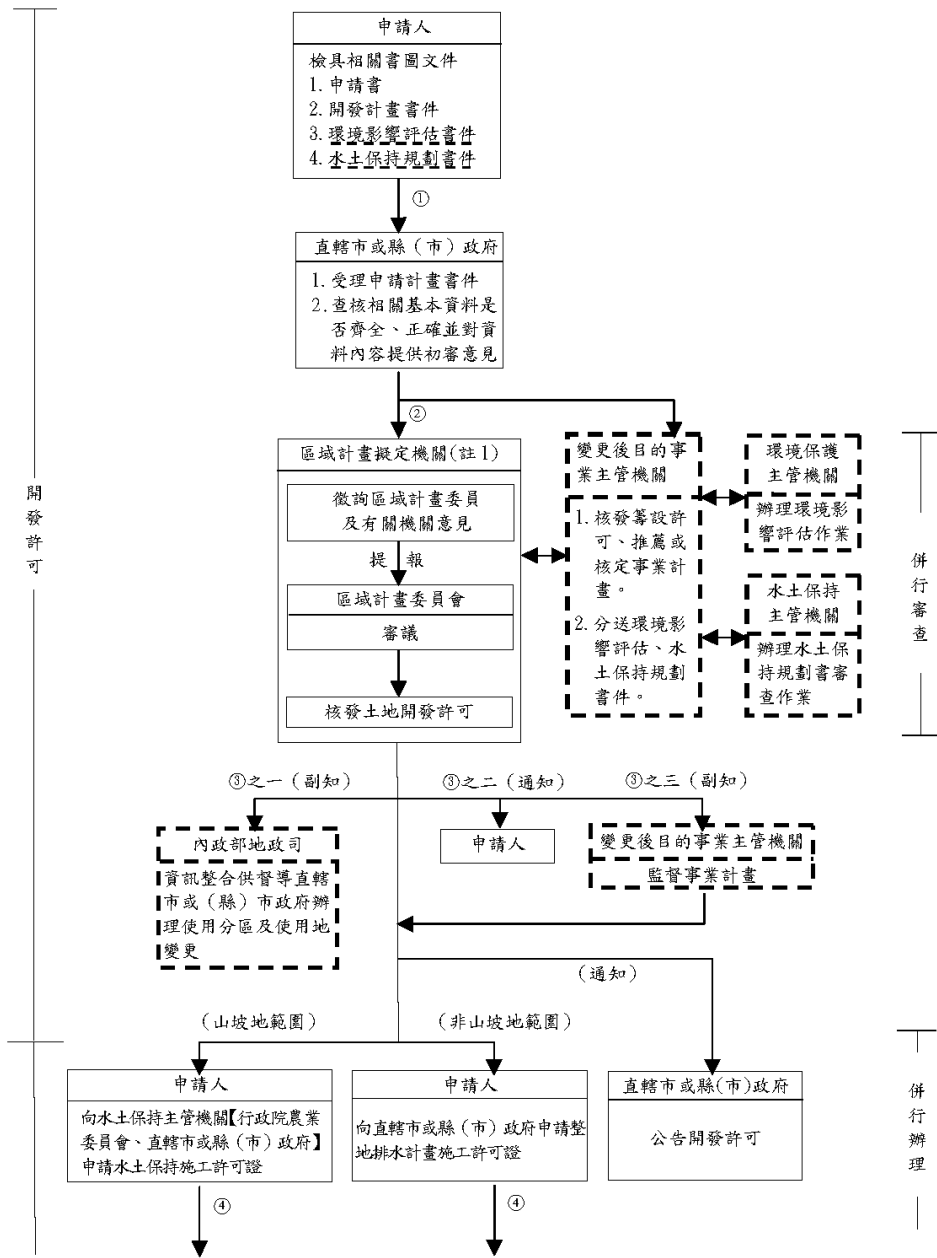 申請人
檢具相關書圖文件
1. 申請書
2. 開發計畫書件
3. 環境影響評估書件
4. 水土保持規劃書件
①
直轄市或縣（市）政府
1. 受理申請計畫書件
2. 查核相關基本資料是
否齊全、正確並對資
料內容提供初審意見
②
開發許可
區域計畫擬定機關(註1)
徵詢區域計畫委員
及有關機關意見
提 報
區域計畫委員會
審議
核發土地開發許可
變更後目的事
業主管機關
1. 核發籌設許
可、推薦或
核定事業計
畫。
2. 分送環境影
響評估、水
土保持規劃
書件。
環境保護
主管機關
辦理環境影
響評估作業
水土保持
主管機關
辦理水土保
持規劃書審
查作業
併行審查
③之一（副知）
③之二（通知）
③之三（副知）
內政部地政司
資訊整合供督導直轄
市或（縣）市政府辦
理使用分區及使用地
變更
申請人
變更後目的事業主管機關
監督事業計畫
（通知）
（山坡地範圍）
（非山坡地範圍）
申請人
向水土保持主管機關【行政院農業
委員會、直轄市或縣（市）政府】
申請水土保持施工許可證
④
申請人
向直轄市或縣（市）政府申請整
地排水計畫施工許可證
④
直轄市或縣(市)政府
公告開發許可
併行辦理